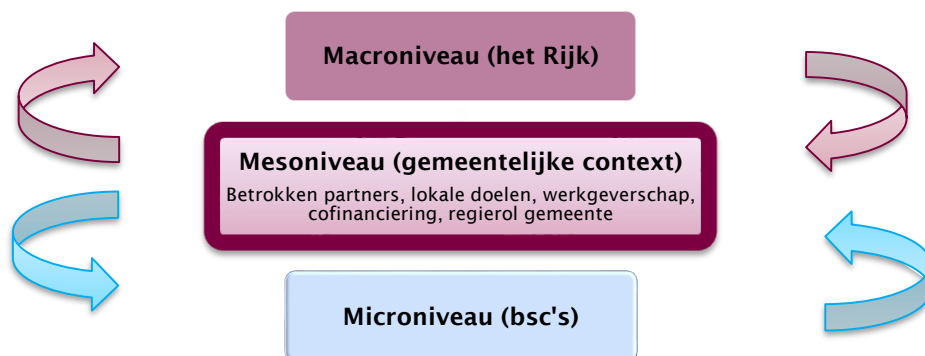 Macroniveau (het Rijk)
Mesoniveau (gemeentelijke context)
Betrokken partners, lokale doelen, werkgeverschap,
cofinanciering, regierol gemeente
Microniveau (bsc's)